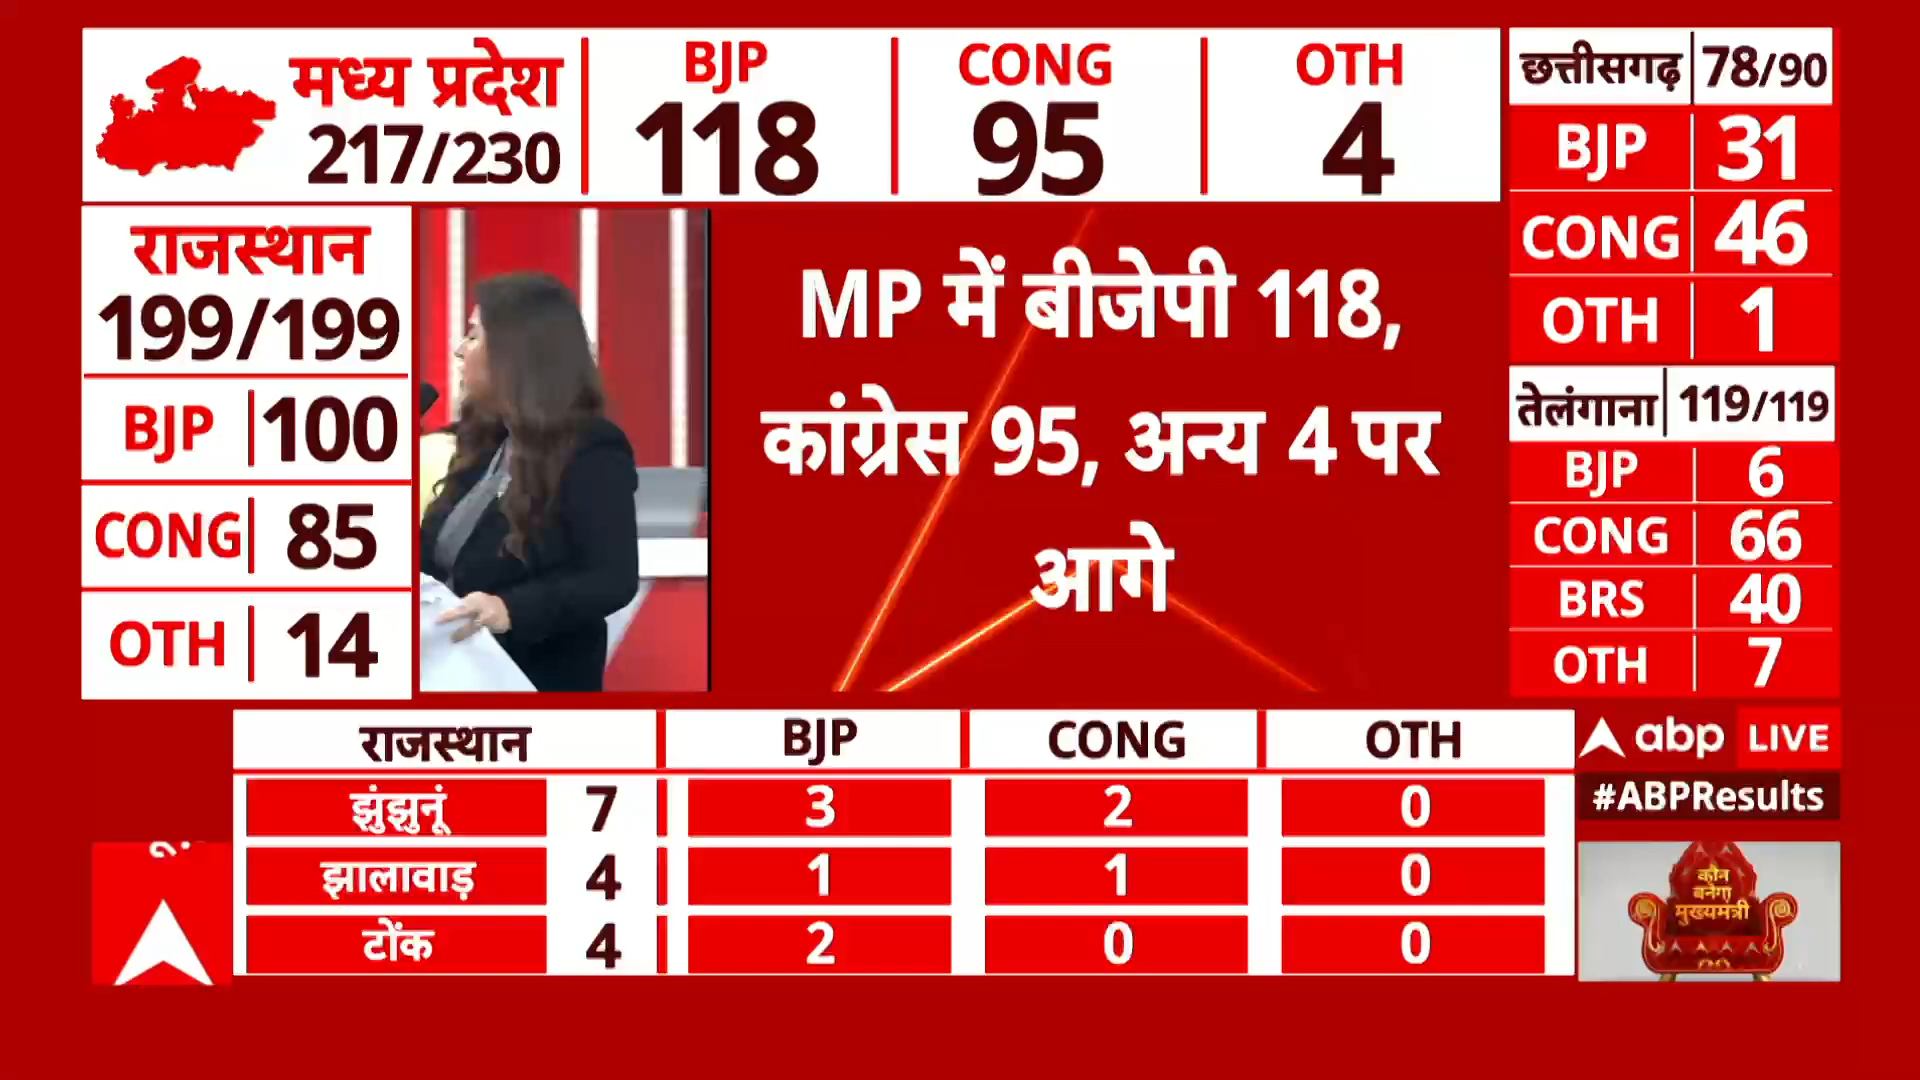 मध्य प्रदेश
217/230
BJP
118
CONG
95
OTH
4
छत्तीसगढ़ 78/90
BJP 31
CONG 46
OTH 1
राजस्थान
199/199
BJP 100
CONG 85
OTH 14
MP में बीजेपी 118,
कांग्रेस 95, अन्य 4 पर
आगे
तेलंगाना 119/119
BJP 6
CONG 66
BRS 40
OTH 7
राजस्थान BJP CONG OTH
झुंझुनूं 7 3 2 0
झालावाड़ 4 1 1 0
टोंक 4 2 0 0
abp LIVE
#ABPResults
कौन
बनेगा
मुख्यमंत्री